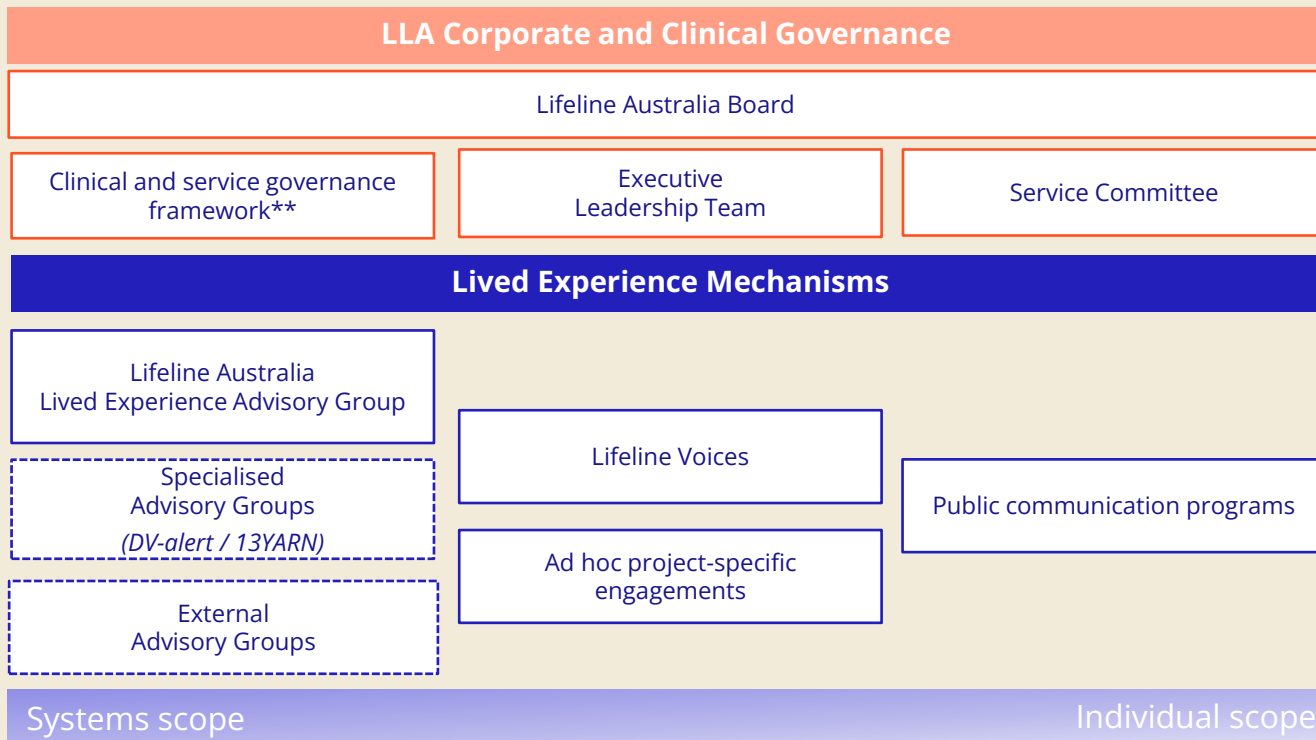 LLA Corporate and Clinical Governance
Lifeline Australia Board
Clinical and service governance
framework**
Executive
Leadership Team
Service Committee
Lived Experience Mechanisms
Lifeline Australia
Lived Experience Advisory Group
Specialised
Advisory Groups
(DV-alert / 13YARN)
External
Advisory Groups
Lifeline Voices
Ad hoc project-specific
engagements
Public communication programs
Systems scope
Individual scope